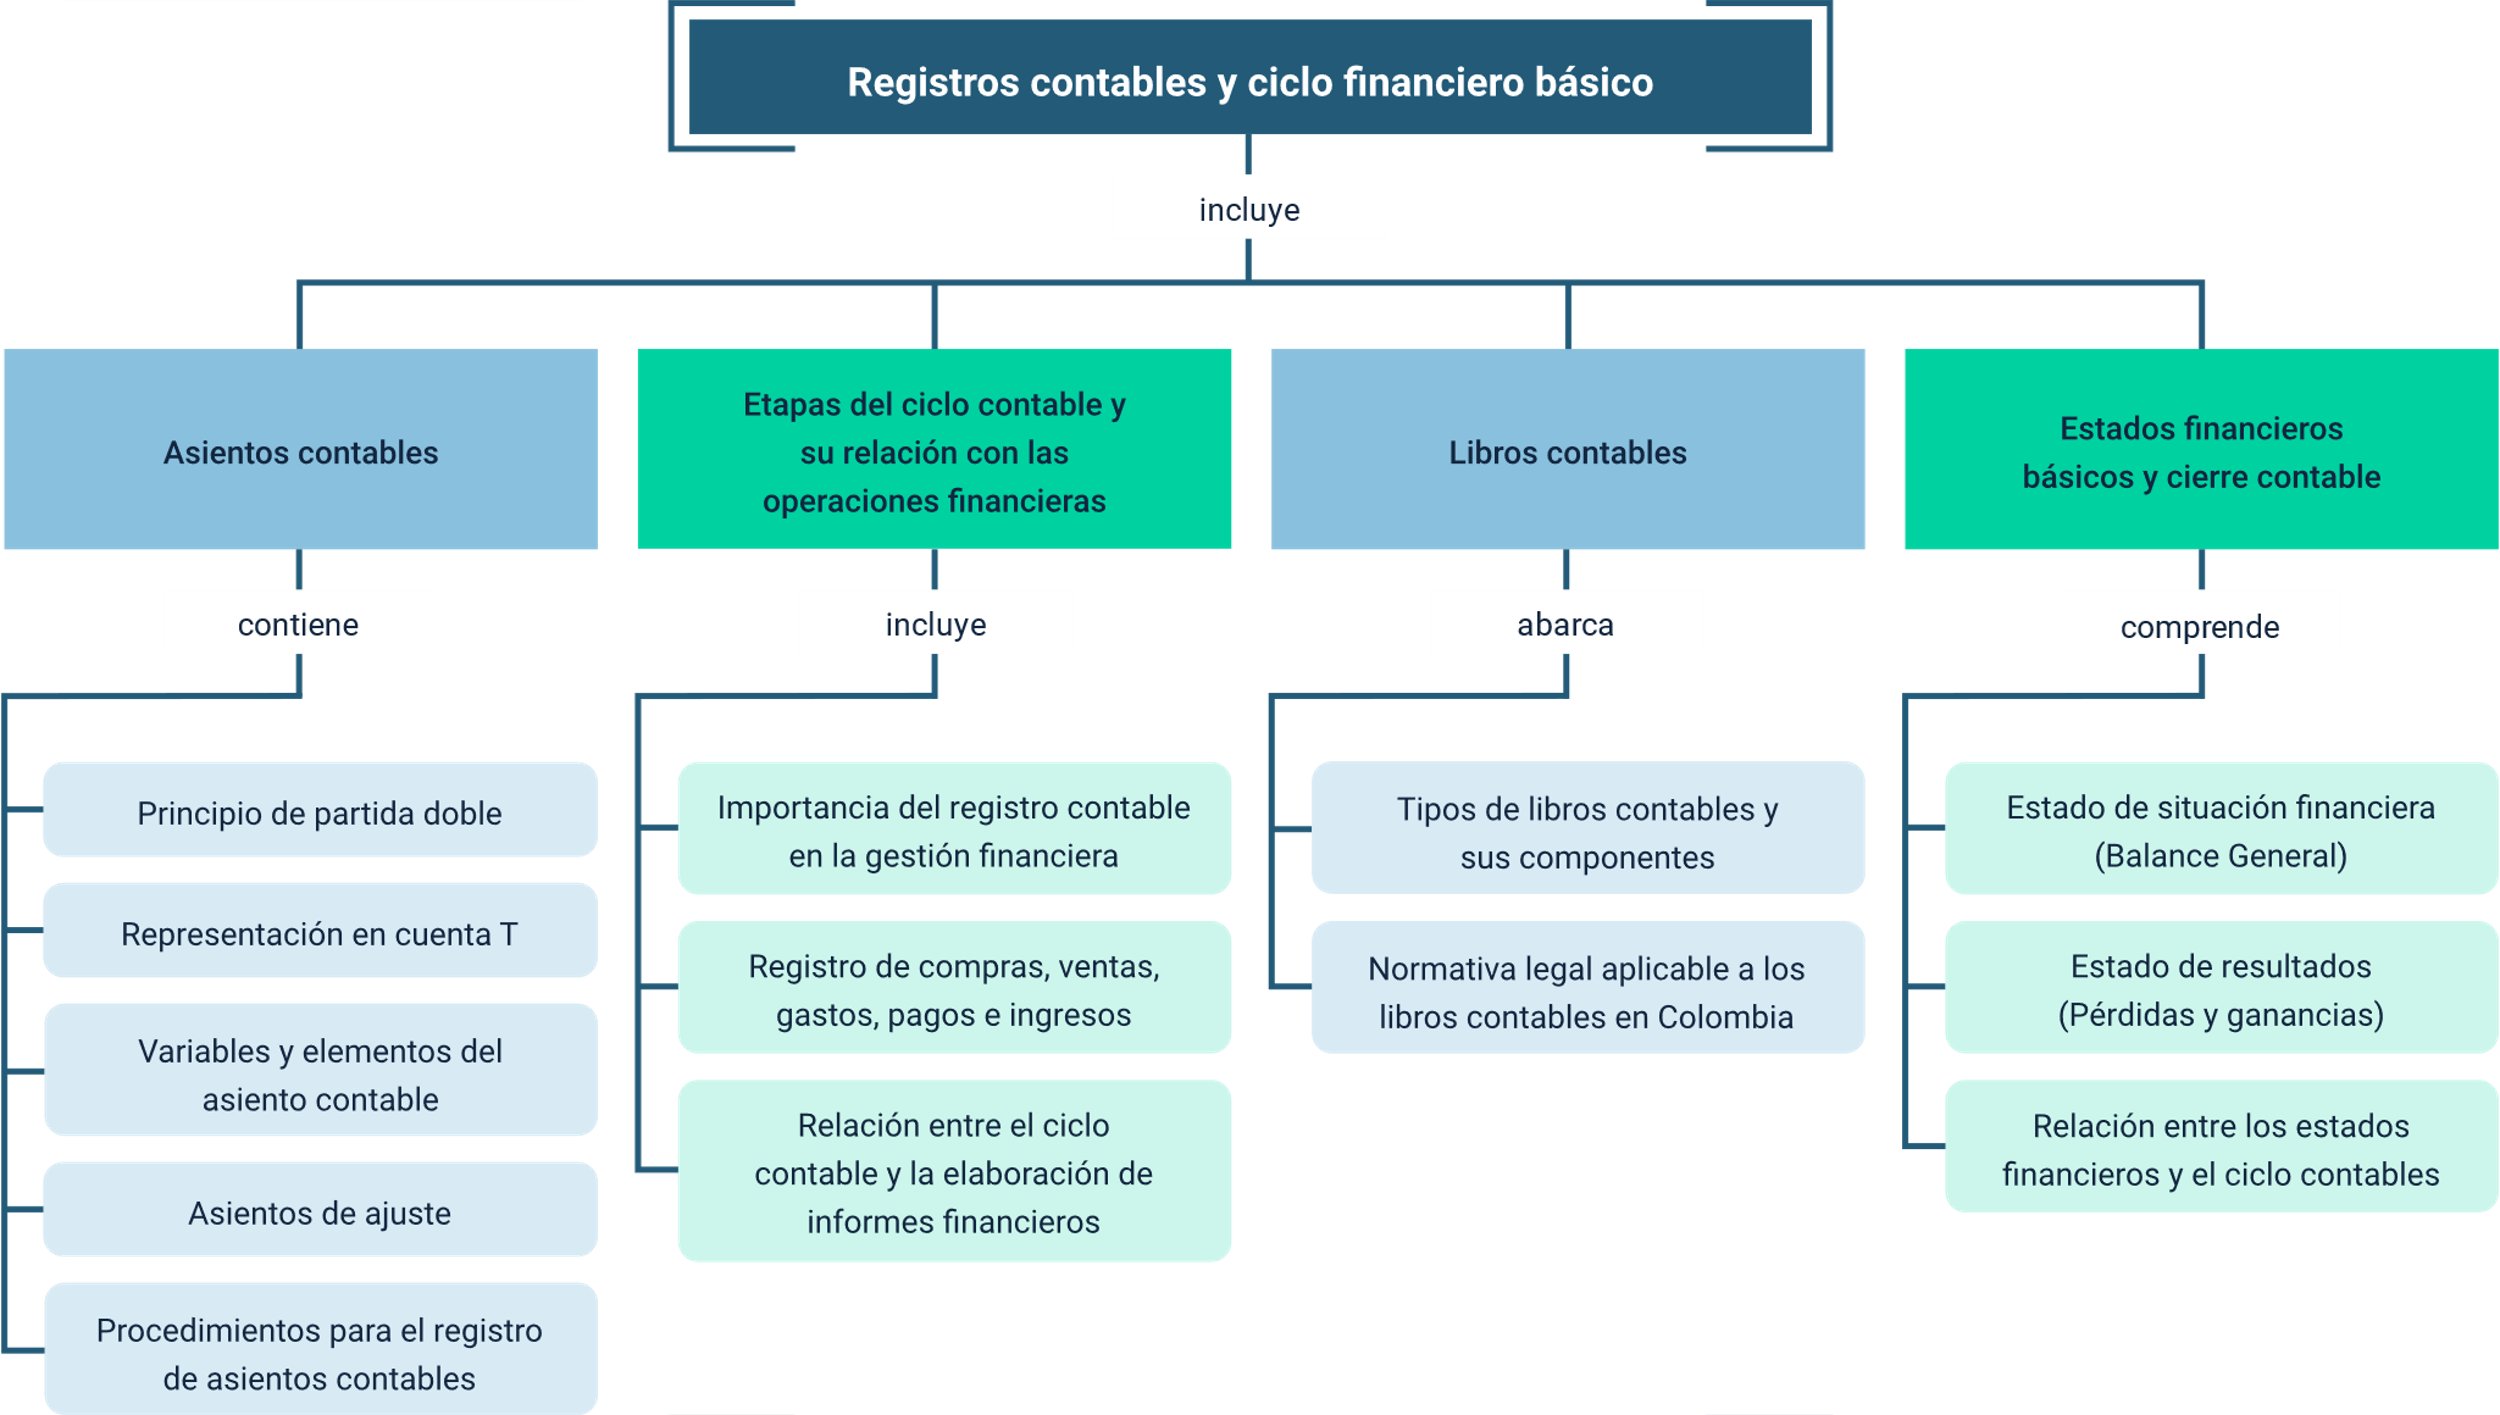 Registros contables y ciclo financiero básico
incluye
Asientos contables
contiene
Principio de partida doble
Representación en cuenta T
Variables y elementos del
asiento contable
Asientos de ajuste
Procedimientos para el registro
de asientos contables
Etapas del ciclo contable y
su relación con las
operaciones financieras
incluye
Importancia del registro contable
en la gestión financiera
Registro de compras, ventas,
gastos, pagos e ingresos
Relación entre el ciclo
contable y la elaboración de
informes financieros
Libros contables
abarca
Tipos de libros contables y
sus componentes
Normativa legal aplicable a los
libros contables en Colombia
Estados financieros
básicos y cierre contable
comprende
Estado de situación financiera
(Balance General)
Estado de resultados
(Pérdidas y ganancias)
Relación entre los estados
financieros y el ciclo contables